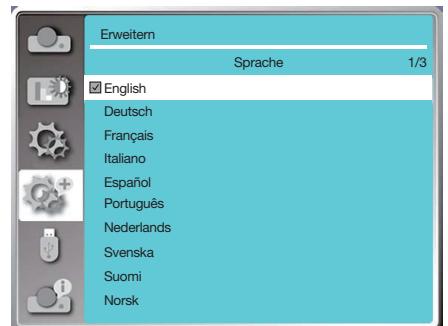 Erweitern
Sprache 1/3
English
Deutsch
Français
Italiano
Español
Português
Nederlands
Svenska
Suomi
Norsk